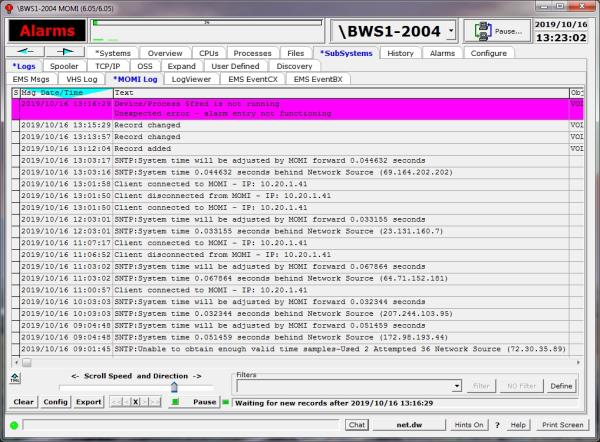 \BWS1-2004 MOMI (6.05/6.05)
Alarms
\BWS1-2004
Pause...
2019/10/16
13:23:02
*Systems Overview CPUs Processes Files *SubSystems History Alarms Configure
*Logs Spooler TCP/IP OSS Expand User Defined Discovery
EMS Msgs VHS Log *MOMI Log LogViewer EMS EventCX EMS EventBX
S Msg Date/Time Text Obj
2019/10/16 13:16:29 Device/Process $fred is not running VOL
Unexpected error - alarm entry not functioning
2019/10/16 13:15:29 Record changed VOL
2019/10/16 13:14:29 Record changed VOL
2019/10/16 13:12:04 Record added VOL
2019/10/16 13:03:17 SNTP:System time will be adjusted by MOMI forward 0.044632 seconds
2019/10/16 13:03:16 SNTP:System time 0.044632 seconds behind Network Source (69.164.202.202)
2019/10/16 13:01:58 Client connected to MOMI - IP: 10.20.1.41
2019/10/16 13:01:50 Client disconnected from MOMI - IP: 10.20.1.41
2019/10/16 13:01:50 Client connected to MOMI - IP: 10.20.1.41
2019/10/16 12:03:01 SNTP:System time will be adjusted by MOMI forward 0.033155 seconds
2019/10/16 12:03:01 SNTP:System time 0.033155 seconds behind Network Source (23.131.160.7)
2019/10/16 11:07:17 Client connected to MOMI - IP: 10.20.1.41
2019/10/16 11:06:52 Client disconnected from MOMI - IP: 10.20.1.41
2019/10/16 11:03:02 SNTP:System time will be adjusted by MOMI forward 0.067864 seconds
2019/10/16 11:03:02 SNTP:System time 0.067864 seconds behind Network Source (64.71.152.181)
2019/10/16 11:00:57 Client connected to MOMI - IP: 10.20.1.41
2019/10/16 10:03:03 SNTP:System time will be adjusted by MOMI forward 0.032344 seconds
2019/10/16 10:03:03 SNTP:System time 0.032344 seconds behind Network Source (207.244.103.95)
2019/10/16 09:04:48 SNTP:System time will be adjusted by MOMI forward 0.051459 seconds
2019/10/16 09:04:48 SNTP:System time 0.051459 seconds behind Network Source (172.98.193.44)
2019/10/16 09:01:45 SNTP:Unable to obtain enough valid time samples-Used 2 Attempted 36 Network Source (72.30.35.89)
<- Scroll Speed and Direction ->
Filters
Filter NO Filter Define
Clear Config Export <<< X >>> Pause Waiting for new records after 2019/10/16 13:16:29
Chat net.dw Hints On ? Help Print Screen